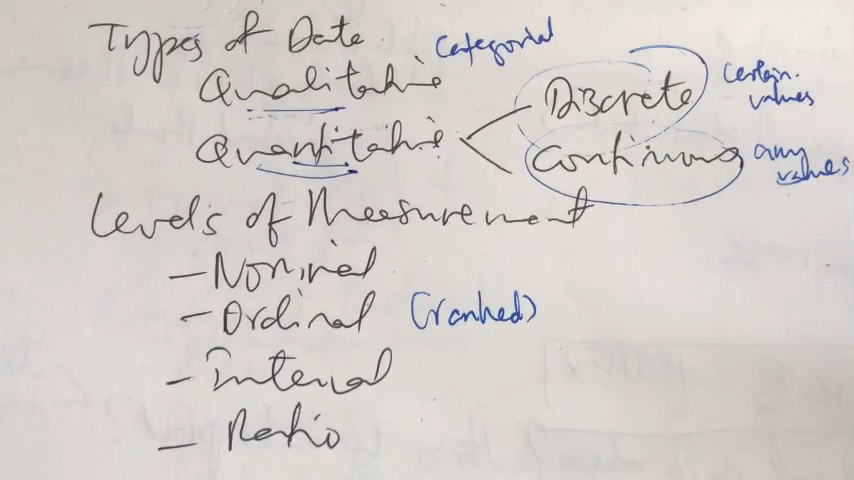 Types of Data
Categorial
Qualitative
Quantitative
Discrete
certain values
Continuous
any values
Levels of Measurement
- Nominal
- Ordinal (ranked)
- Interval
- Ratio